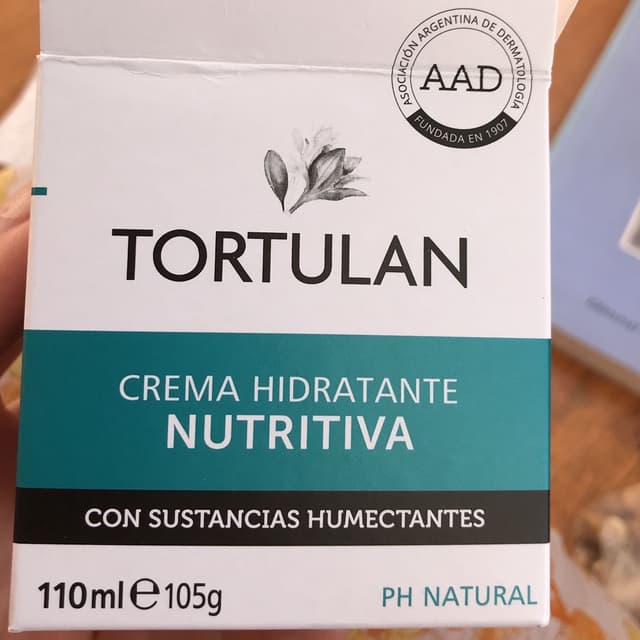 ASOCIACIÓN ARGENTINA DE DERMATOLOGÍA
AAD
FUNDADA EN 1907
TORTULAN
CREMA HIDRATANTE
NUTRITIVA
CON SUSTANCIAS HUMECTANTES
110ml e 105g
PH NATURAL